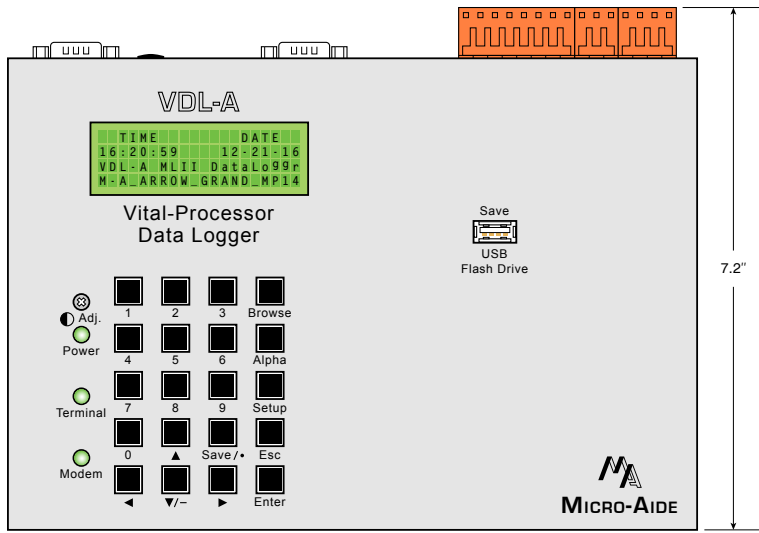 VDL-A
TIME DATE
16:20:59 12-21-16
VDL-A MLII DataLoggr
M-A_ARROW_GRAND_MP14
Vital-Processor
Data Logger
Save
USB
Flash Drive
7.2"
1 2 3 Browse
Adj.
Power
4 5 6 Alpha
Terminal
7 8 9 Setup
0 ▲ Save/• Esc
Modem
◄ ▼/– ► Enter
MA
MICRO-AIDE